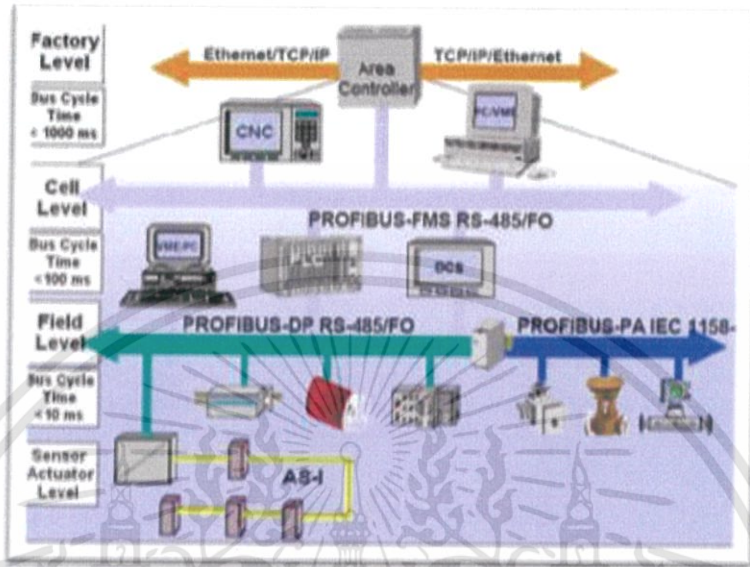 Factory
Level
Ethernet/TCP/IP
TCP/IP/Ethernet
Area
Controller
Bus Cycle
Time
< 1000 ms
CNC
PC/VME
Cell
Level
PROFIBUS-FMS RS-485/FO
Bus Cycle
Time
<100 ms
VME/PC
DCS
Field
Level
PROFIBUS-DP RS-485/FO
PROFIBUS-PA IEC 1158-
Bus Cycle
Time
<10 ms
Sensor
Actuator
Level
AS-I